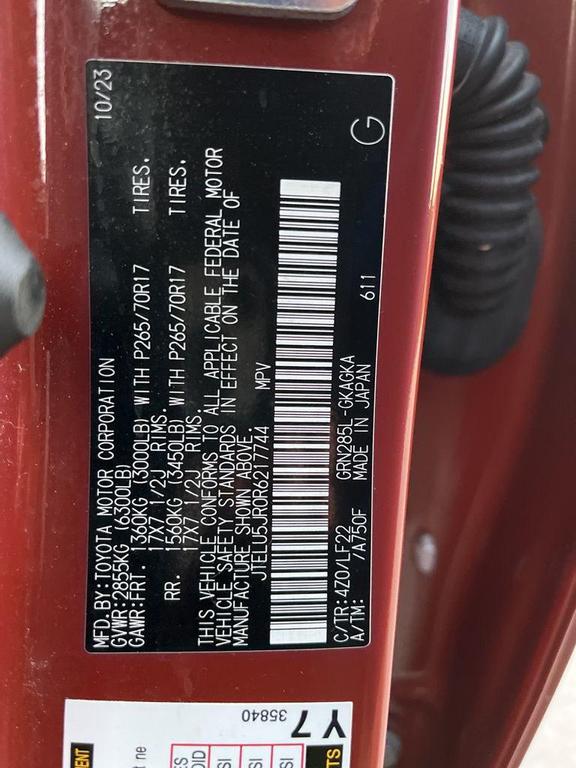 MFD.BY:TOYOTA MOTOR CORPORATION 10/23
GVWR:2855KG (6300LB)
GAWR:FRT. 1360KG (3000LB) WITH P265/70R17 TIRES.
17X7 1/2J RIMS.
RR. 1560KG (3450LB) WITH P265/70R17 TIRES.
17X7 1/2J RIMS.
THIS VEHICLE CONFORMS TO ALL APPLICABLE FEDERAL MOTOR
VEHICLE SAFETY STANDARDS IN EFFECT ON THE DATE OF
MANUFACTURE SHOWN ABOVE.
JTELU5JR0R6217744 MPV
C/TR:4Z0/LF22 GRN285L-GKAGKA 611
A/TM: /A750F MADE IN JAPAN G
Y7
35840